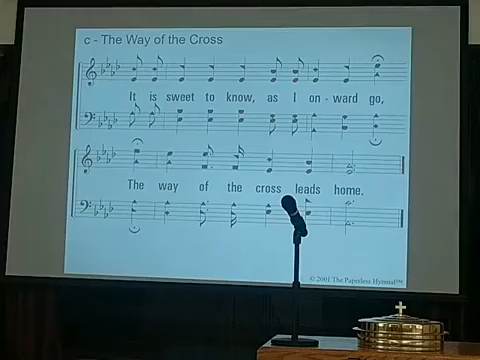 c - The Way of the Cross
It is sweet to know, as I on - ward go,
The way of the cross leads home.
© 2001 The Paperless Hymnal™